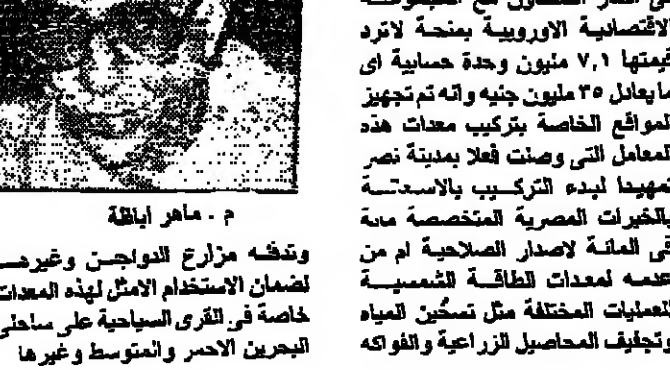 فى اطار التعاون مع المجموعة
الاقتصادية الاوروبية بمنحة لاترد
قيمتها ٧,١ مليون وحدة حسابية اى
مايعادل ٣٥ مليون جنيه وانه تم تجهيز
المواقع الخاصة بتركيب معدات هذه
المعامل التى وصلت فعلا بمدينة نصر
تمهيدا لبدء التركيب بالاستعانة
بالخبرات المصرية المتخصصة مائة
فى المائة لاصدار الصلاحية ام من
عدمه لمعدات الطاقة الشمسية
للعمليات المختلفة مثل تسخين المياه
وتجفيف المحاصيل الزراعية والفواكه
م . ماهر اباظة
وتدفئه مزارع الدواجن وغيرهـ
لضمان الاستخدام الامثل لهذه المعدات
خاصة فى القرى السياحية على ساحلى
البحرين الاحمر والمتوسط وغيرها